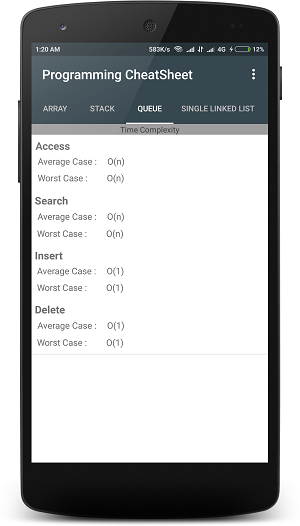 1:20 AM 583K/s 4G 12%
Programming CheatSheet
ARRAY STACK QUEUE SINGLE LINKED LIST
Time Complexity
Access
Average Case : O(n)
Worst Case : O(n)
Search
Average Case : O(n)
Worst Case : O(n)
Insert
Average Case : O(1)
Worst Case : O(1)
Delete
Average Case : O(1)
Worst Case : O(1)